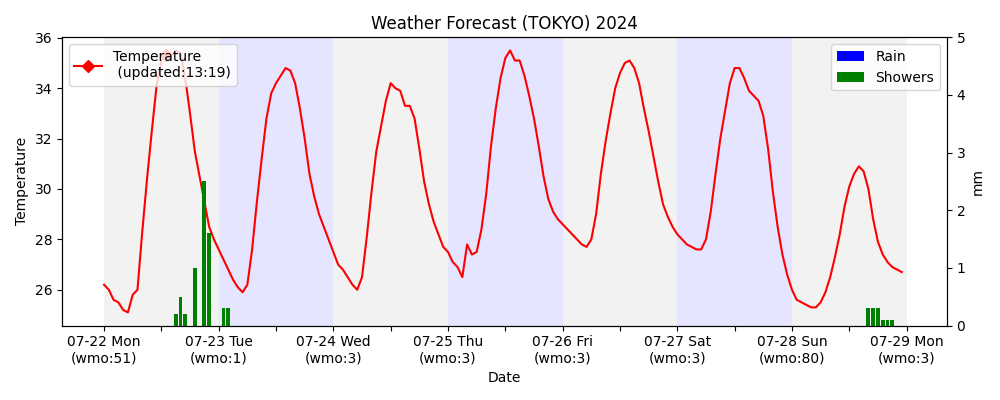 Weather Forecast (TOKYO) 2024
Temperature
(updated:13:19)
Rain
Showers
36
34
32
30
28
26
Temperature
5
4
3
2
1
0
mm
07-22 Mon
(wmo:51)
07-23 Tue
(wmo:1)
07-24 Wed
(wmo:3)
07-25 Thu
(wmo:3)
07-26 Fri
(wmo:3)
07-27 Sat
(wmo:3)
07-28 Sun
(wmo:80)
07-29 Mon
(wmo:3)
Date